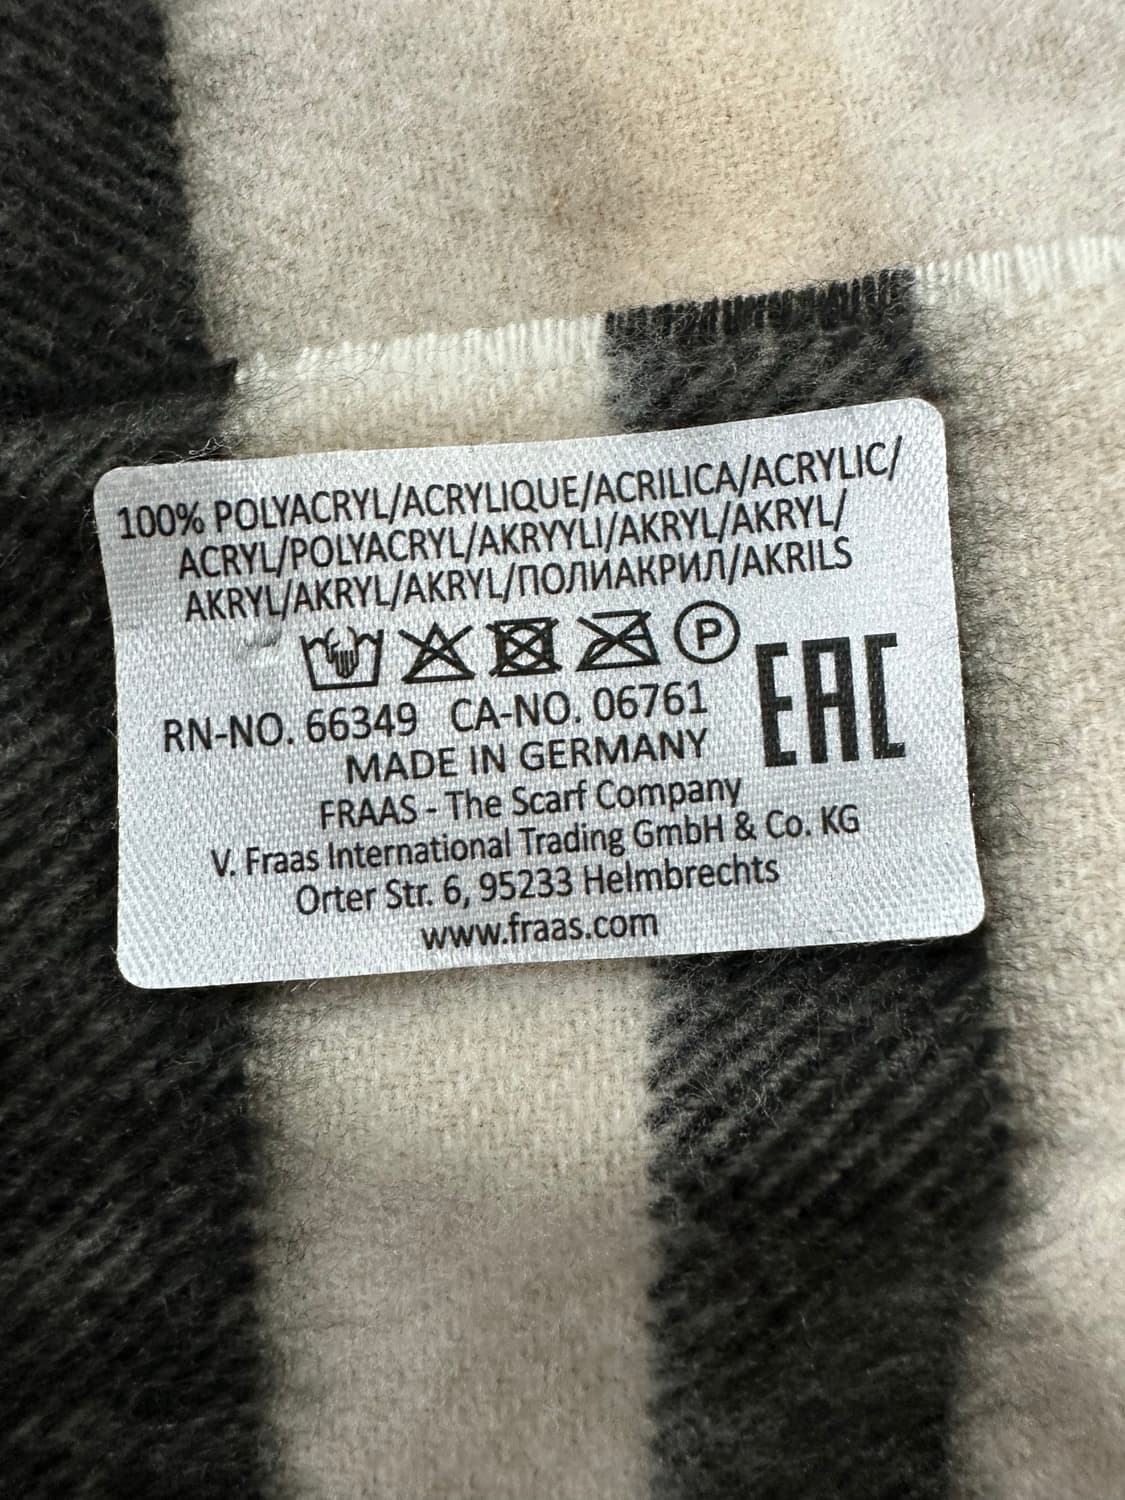 100% POLYACRYL/ACRYLIQUE/ACRILICA/ACRYLIC/
ACRYL/POLYACRYL/AKRYYLI/AKRYL/AKRYL/
AKRYL/AKRYL/AKRYL/ПОЛИАКРИЛ/AKRILS
P
RN-NO. 66349 CA-NO. 06761
EAC
MADE IN GERMANY
FRAAS - The Scarf Company
V. Fraas International Trading GmbH & Co. KG
Orter Str. 6, 95233 Helmbrechts
www.fraas.com